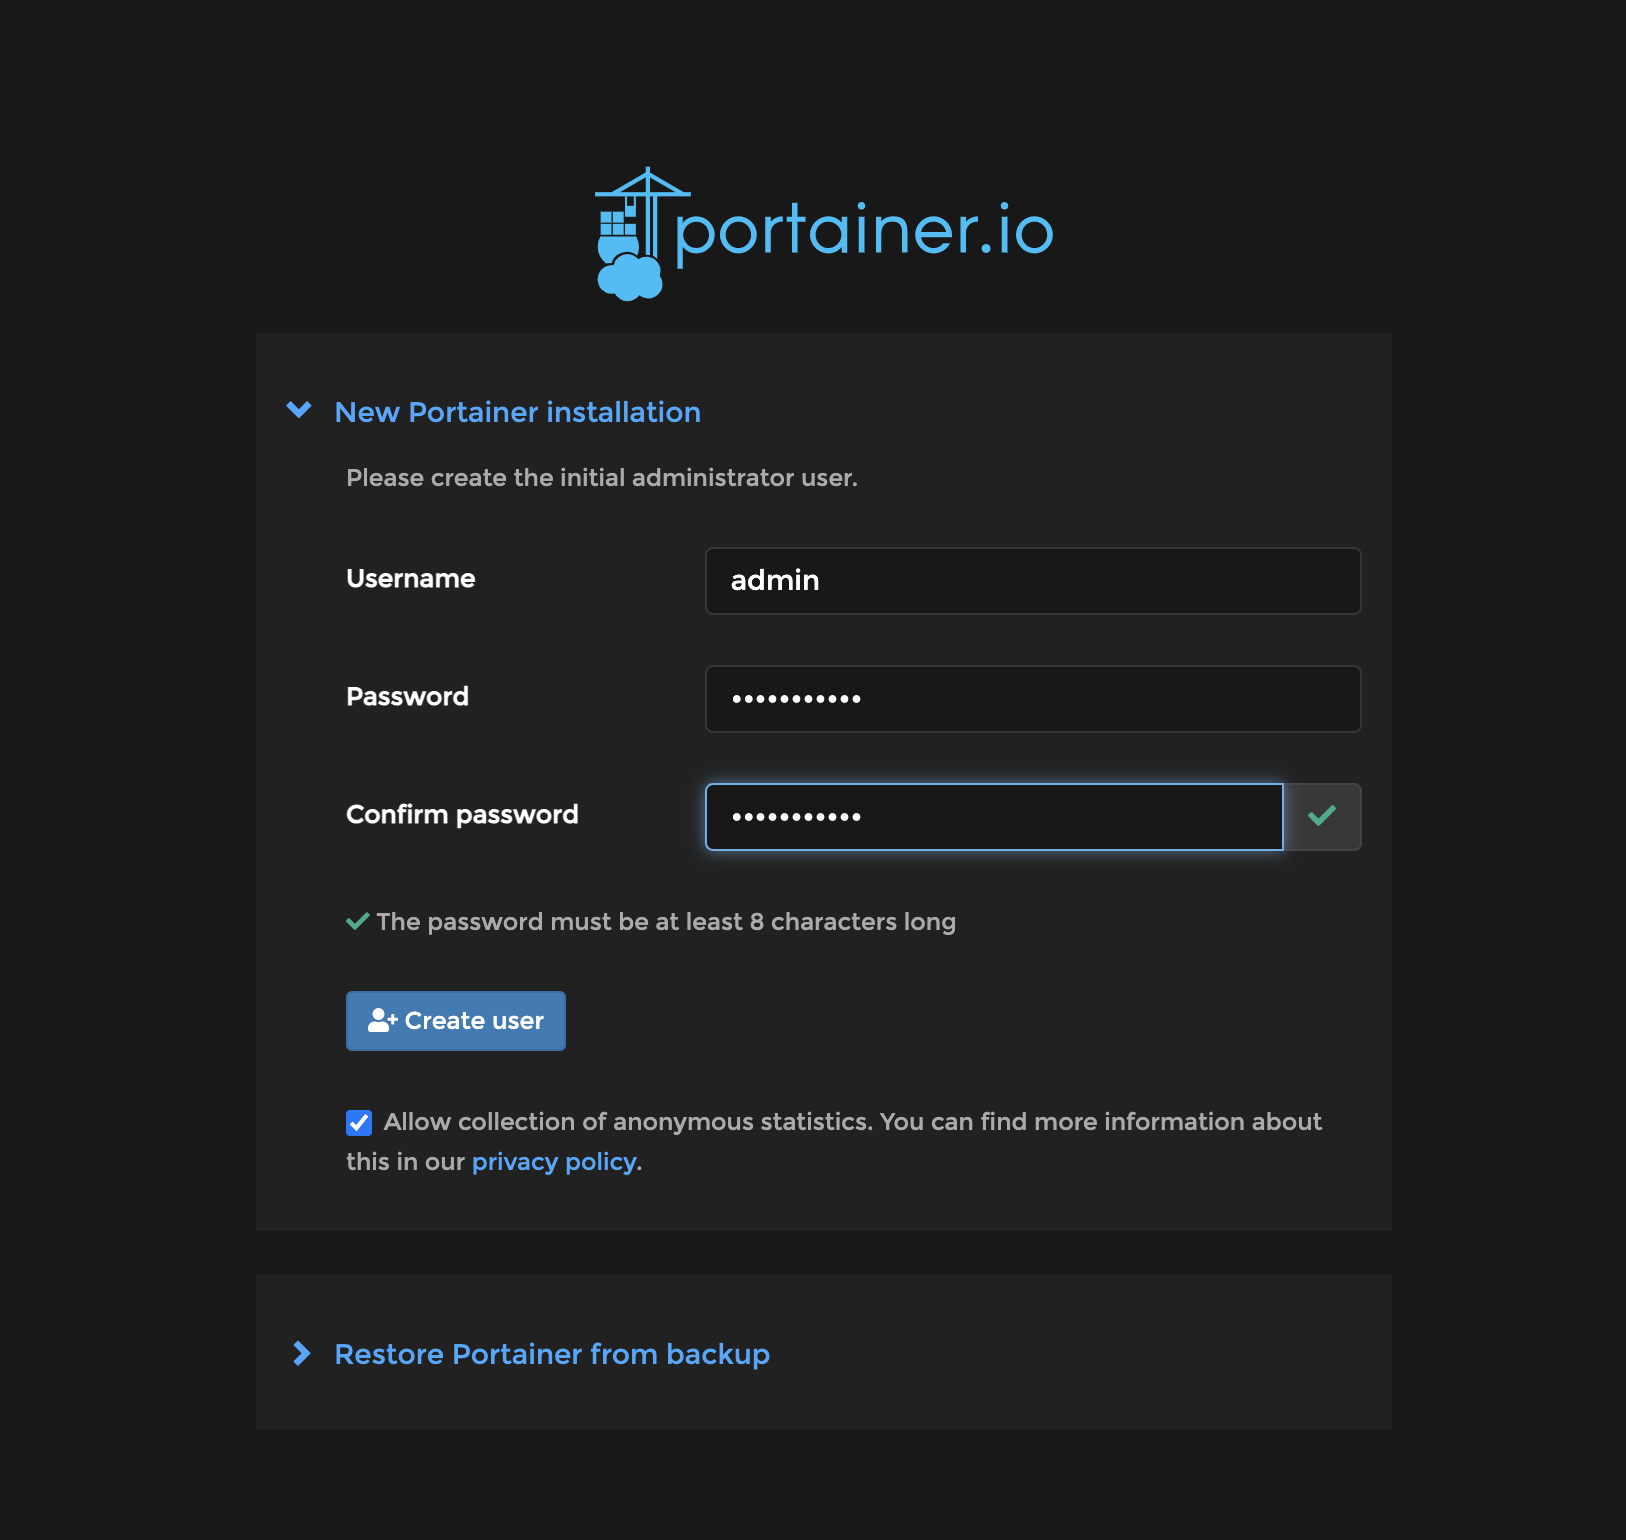 portainer.io
New Portainer installation
Please create the initial administrator user.
Username
admin
Password
•••••••••••
Confirm password
•••••••••••
The password must be at least 8 characters long
Create user
Allow collection of anonymous statistics. You can find more information about
this in our privacy policy.
Restore Portainer from backup